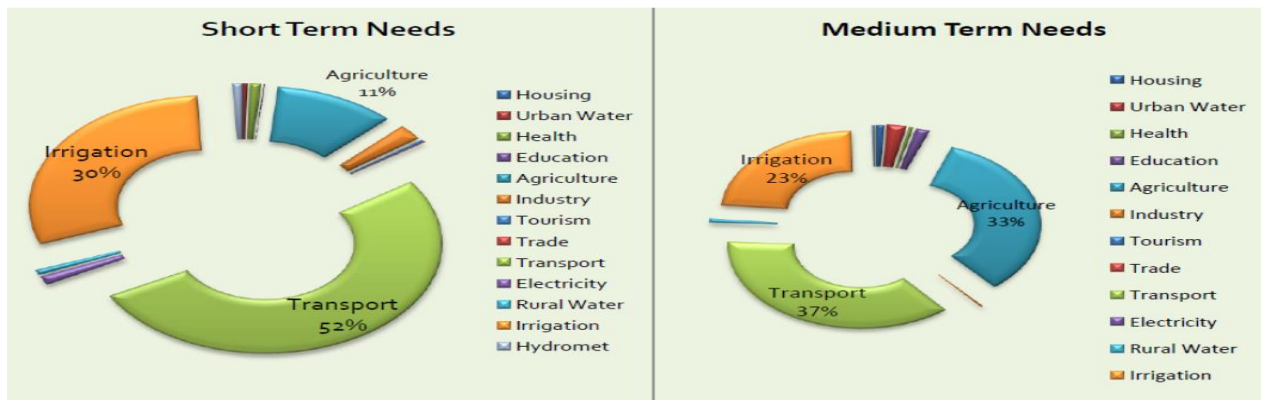 Short Term Needs
Agriculture
11%
Irrigation
30%
Transport
52%
Housing
Urban Water
Health
Education
Agriculture
Industry
Tourism
Trade
Transport
Electricity
Rural Water
Irrigation
Hydromet
Medium Term Needs
Irrigation
23%
Agriculture
33%
Transport
37%
Housing
Urban Water
Health
Education
Agriculture
Industry
Tourism
Trade
Transport
Electricity
Rural Water
Irrigation